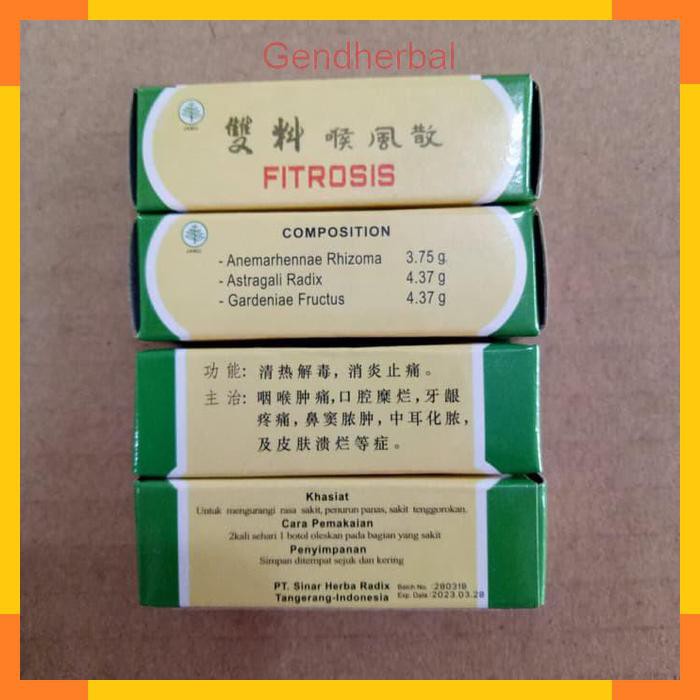 Gendherbal
JAMU
雙料喉風散
FITROSIS
JAMU
COMPOSITION
- Anemarhennae Rhizoma 3.75 g
- Astragali Radix 4.37 g
- Gardeniae Fructus 4.37 g
功能: 清热解毒,消炎止痛。
主治: 咽喉肿痛,口腔糜烂,牙龈
疼痛,鼻窦脓肿,中耳化脓,
及皮肤溃烂等症。
Khasiat
Untuk mengurangi rasa sakit, penurun panas, sakit tenggorokan.
Cara Pemakaian
2kali sehari 1 botol oleskan pada bagian yang sakit
Penyimpanan
Simpan ditempat sejuk dan kering
PT. Sinar Herba Radix Batch No. :280318
Tangerang-Indonesia Exp. Date :2023.03.28